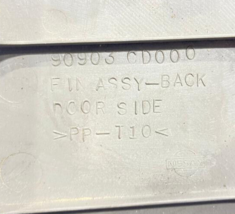 90903 CD000
FIN ASSY-BACK
DOOR SIDE
>PP-T10<